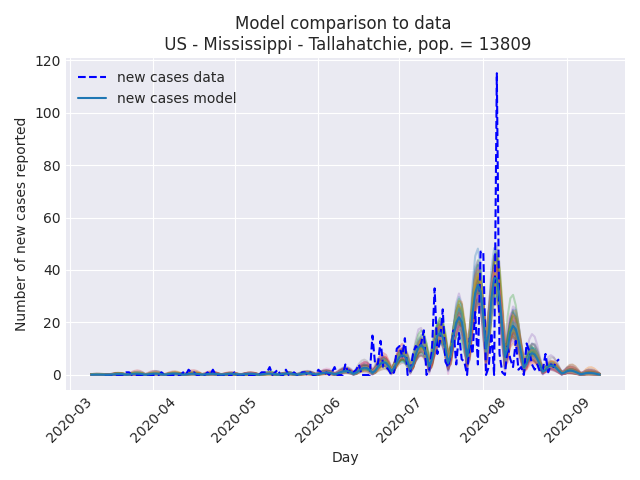 Model comparison to data
US - Mississippi - Tallahatchie, pop. = 13809
new cases data
new cases model
Number of new cases reported
120
100
80
60
40
20
0
2020-03
2020-04
2020-05
2020-06
2020-07
2020-08
2020-09
Day